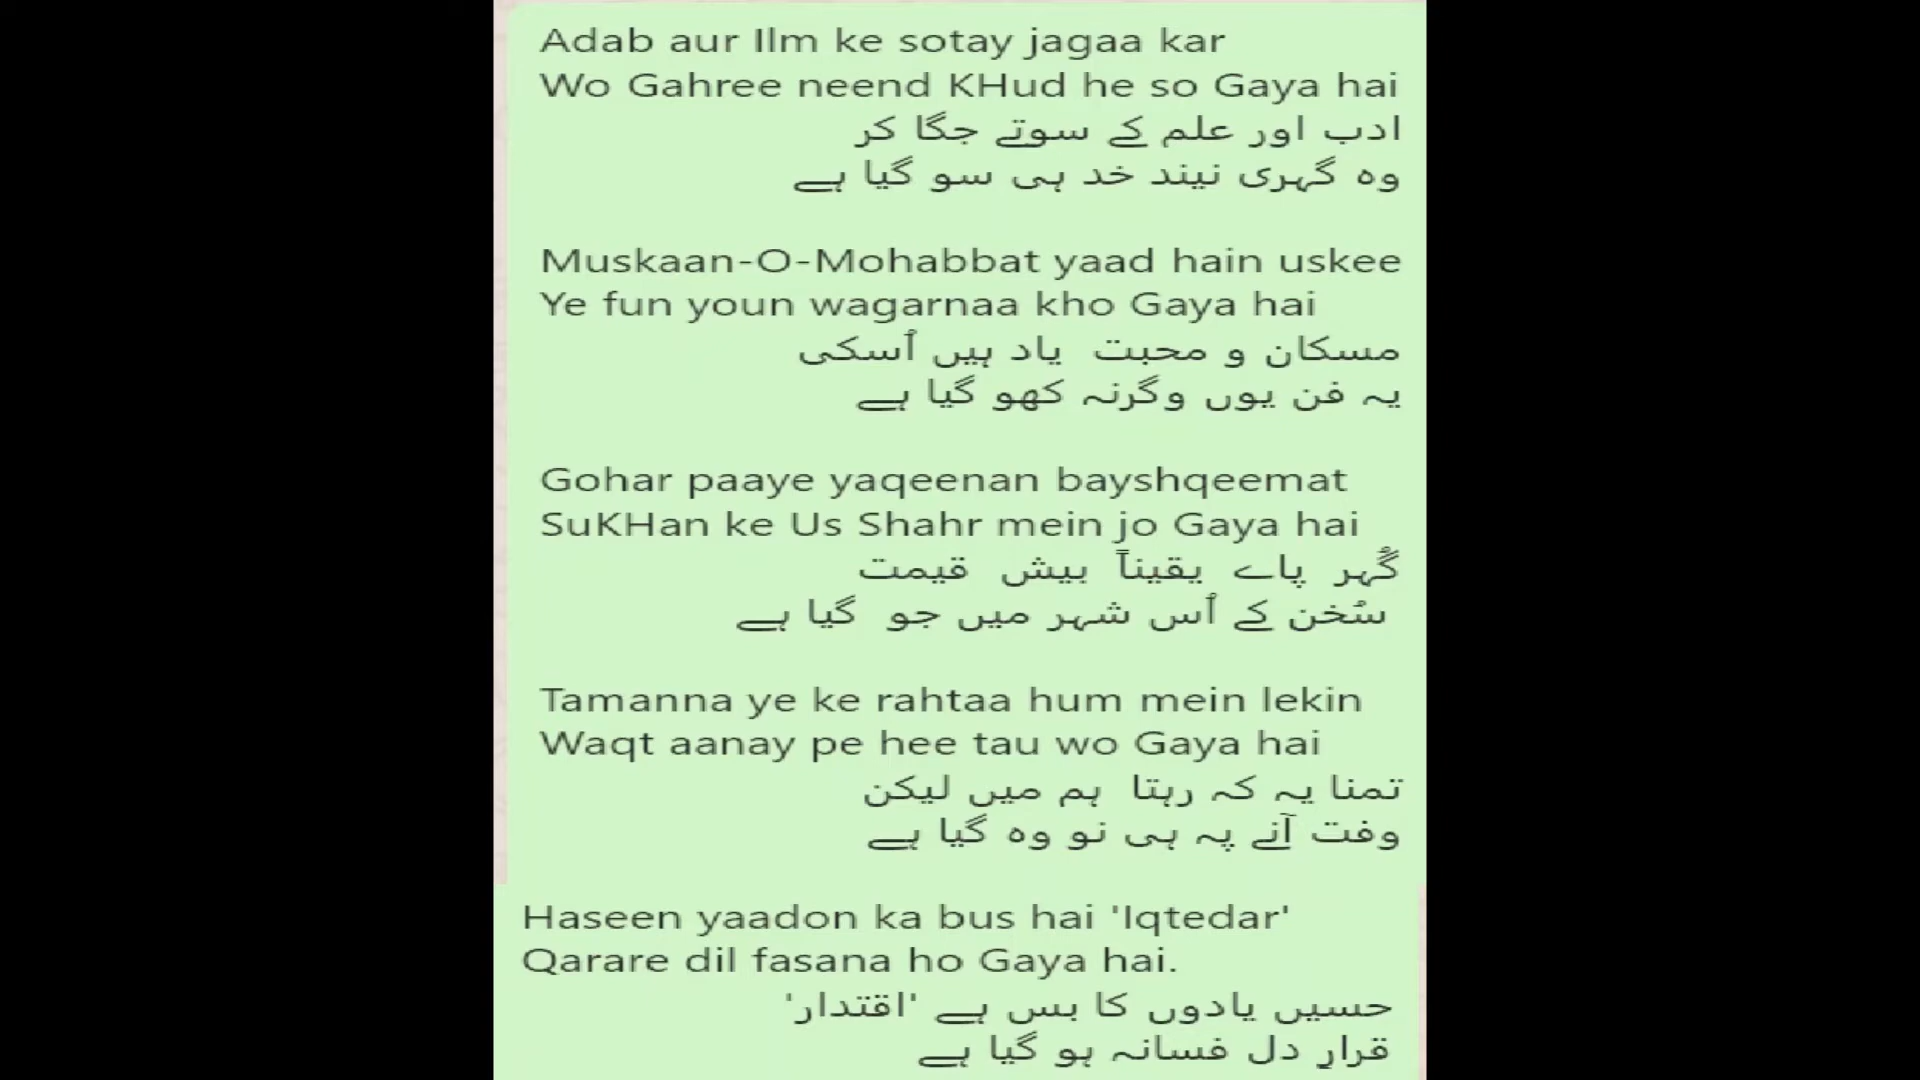 Adab aur Ilm ke sotay jagaa kar
Wo Gahree neend KHud he so Gaya hai
ادب اور علم کے سوتے جگا کر
وہ گہری نیند خد ہی سو گیا ہے
Muskaan-O-Mohabbat yaad hain uskee
Ye fun youn wagarnaa kho Gaya hai
مسکان و محبت یاد ہیں اُسکی
یہ فن یوں وگرنہ کھو گیا ہے
Gohar paaye yaqeenan bayshqeemat
SuKHan ke Us Shahr mein jo Gaya hai
گُہر پاے یقیناً بیش قیمت
سُخن کے اُس شہر میں جو گیا ہے
Tamanna ye ke rahtaa hum mein lekin
Waqt aanay pe hee tau wo Gaya hai
تمنا یہ کہ رہتا ہم میں لیکن
وقت آنے پہ ہی تو وہ گیا ہے
Haseen yaadon ka bus hai 'Iqtedar'
Qarare dil fasana ho Gaya hai.
حسیں یادوں کا بس ہے 'اقتدار'
قرارِ دل فسانہ ہو گیا ہے